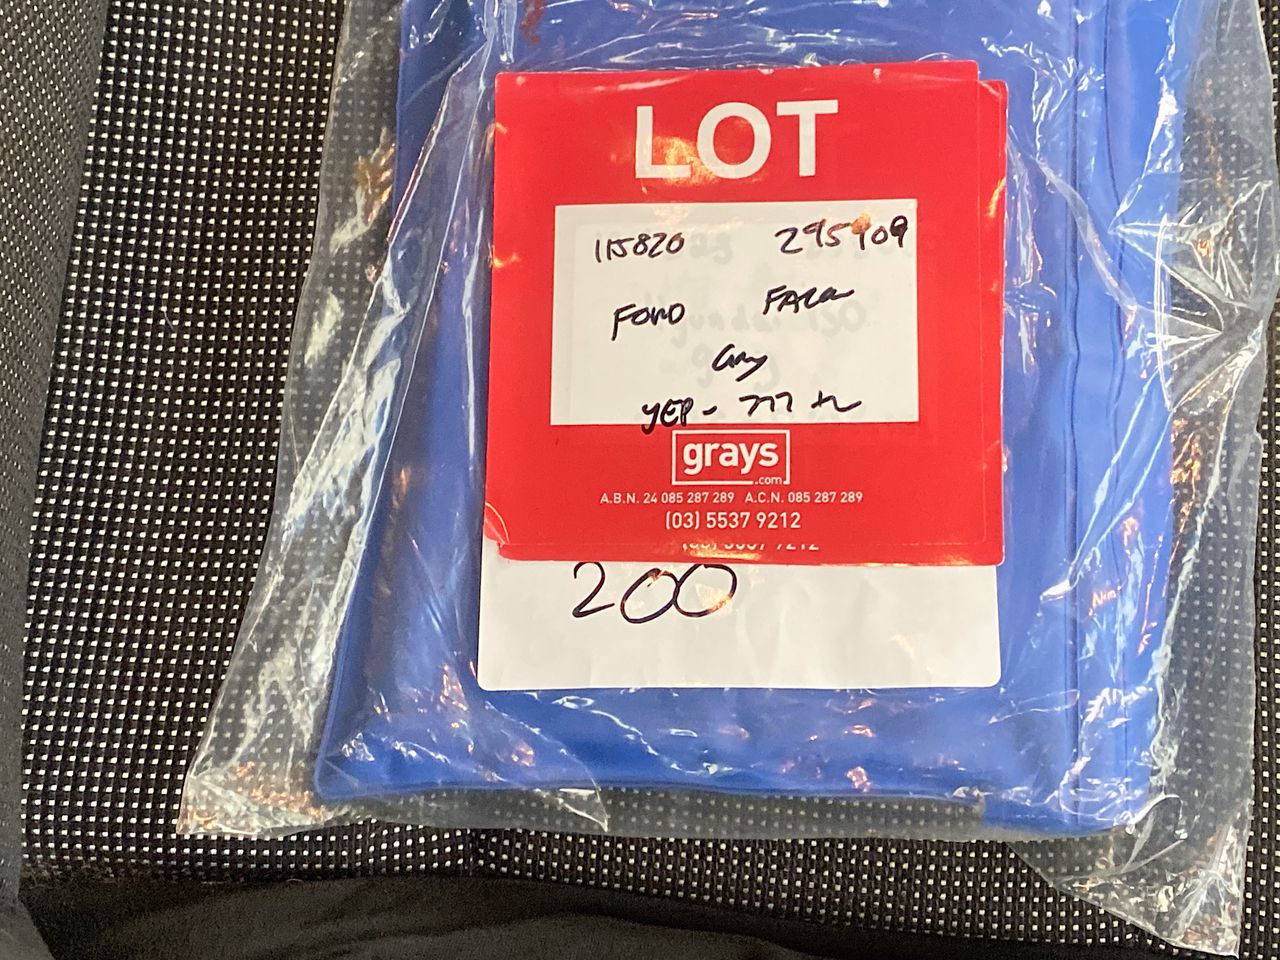 LOT
115820 295909
FORD FALCON
Grey
YEP-777
grays
.com
A.B.N. 24 085 287 289 A.C.N. 085 287 289
(03) 5537 9212
200